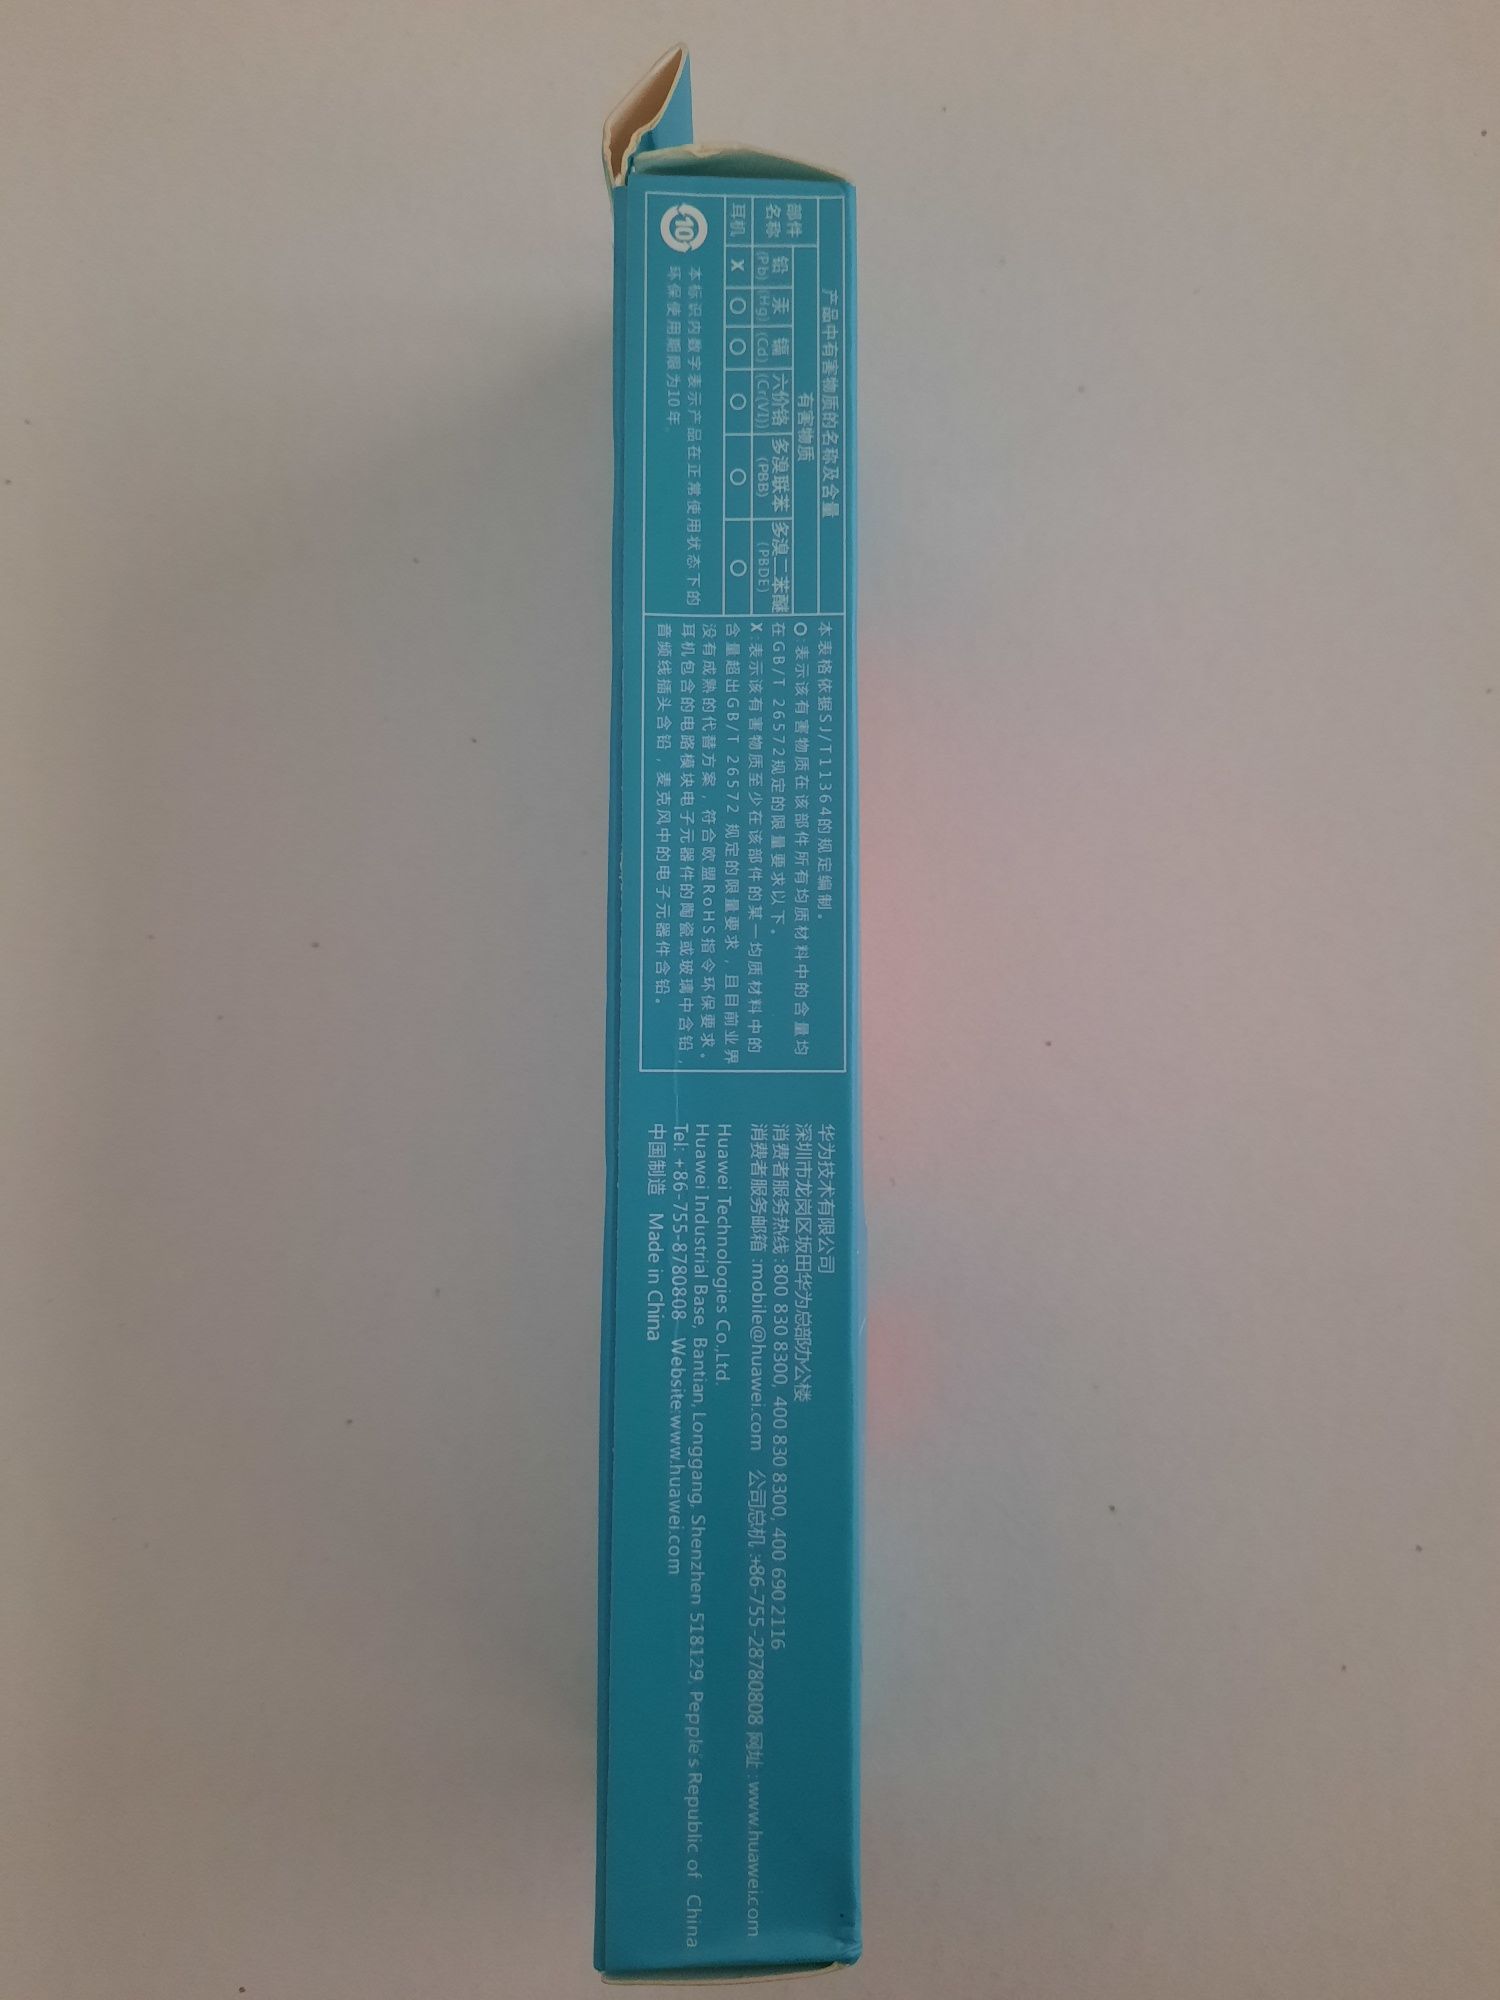 产品中有害物质的名称及含量
部件名称 有害物质
铅 汞 镉 六价铬 多溴联苯 多溴二苯醚
(Pb) (Hg) (Cd) (Cr(VI)) (PBB) (PBDE)
耳机 X O O O O O
10
本标识内数字表示产品在正常使用状态下的
环保使用期限为10年。
本表格依据SJ/T11364的规定编制。
O:表示该有害物质在该部件所有均质材料中的含量均
在GB/T 26572规定的限量要求以下。
X:表示该有害物质至少在该部件的某一均质材料中的
含量超出GB/T 26572 规定的限量要求，且目前业界
没有成熟的代替方案，符合欧盟RoHS指令环保要求。
耳机包含的电路模块电子元器件的陶瓷或玻璃中含铅，
音频线插头含铅，麦克风中的电子元器件含铅。
华为技术有限公司
深圳市龙岗区坂田华为总部办公楼
消费者服务热线:800 830 8300, 400 830 8300, 400 690 2116
消费者服务邮箱:mobile@huawei.com 公司总机:+86-755-28780808 网址:www.huawei.com
Huawei Technologies Co.,Ltd.
Huawei Industrial Base, Bantian, Longgang, Shenzhen 518129, Pepple's Republic of China
Tel: +86-755-8780808 Website:www.huawei.com
中国制造 Made in China